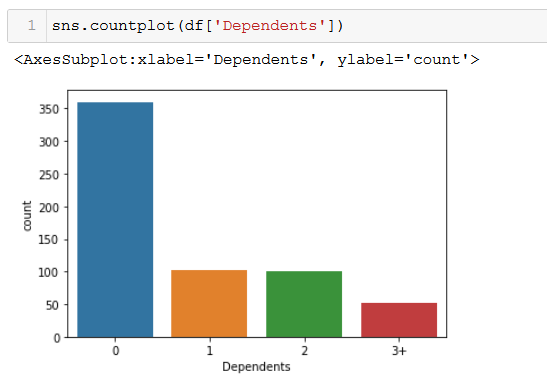 1 sns.countplot(df['Dependents'])
<AxesSubplot:xlabel='Dependents', ylabel='count'>
350
300
250
200
150
100
50
0
count
0 1 2 3+
Dependents